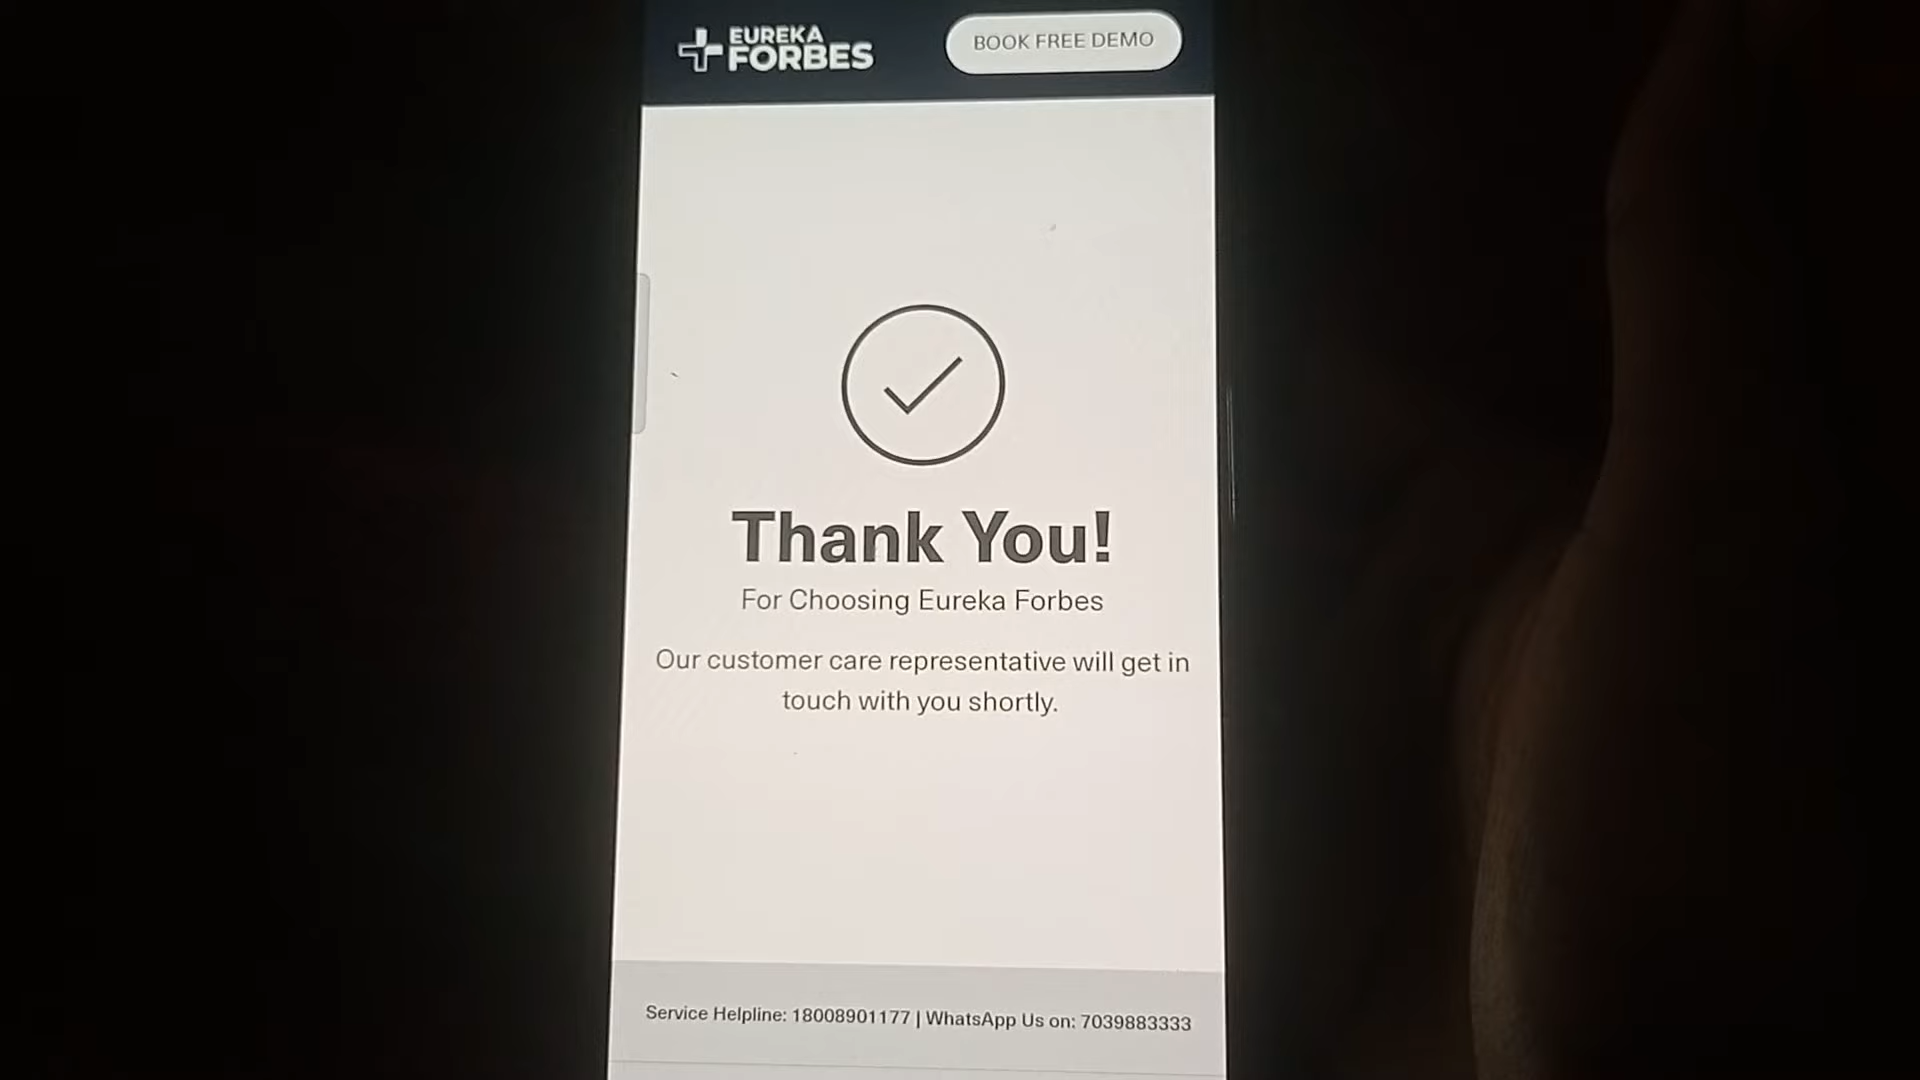 EUREKA
FORBES
BOOK FREE DEMO
Thank You!
For Choosing Eureka Forbes
Our customer care representative will get in
touch with you shortly.
Service Helpline: 18008901177 | WhatsApp Us on: 7039883333